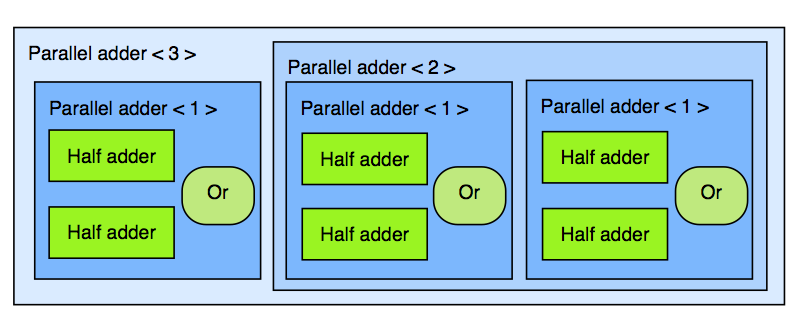 Parallel adder < 3 >
Parallel adder < 1 >
Half adder
Or
Half adder
Parallel adder < 2 >
Parallel adder < 1 >
Half adder
Or
Half adder
Parallel adder < 1 >
Half adder
Or
Half adder